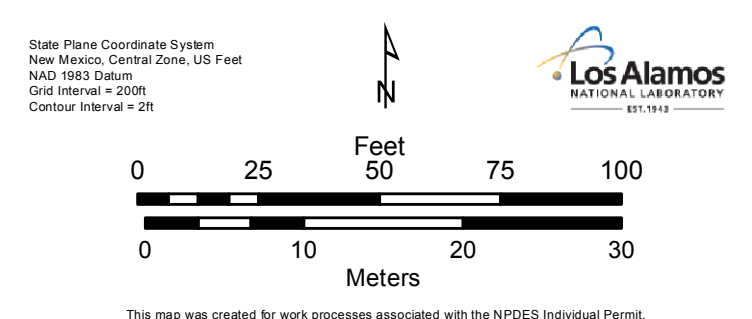 State Plane Coordinate System
New Mexico, Central Zone, US Feet
NAD 1983 Datum
Grid Interval = 200ft
Contour Interval = 2ft
N
Los Alamos
NATIONAL LABORATORY
EST.1943
Feet
0 25 50 75 100
0 10 20 30
Meters
This map was created for work processes associated with the NPDES Individual Permit.